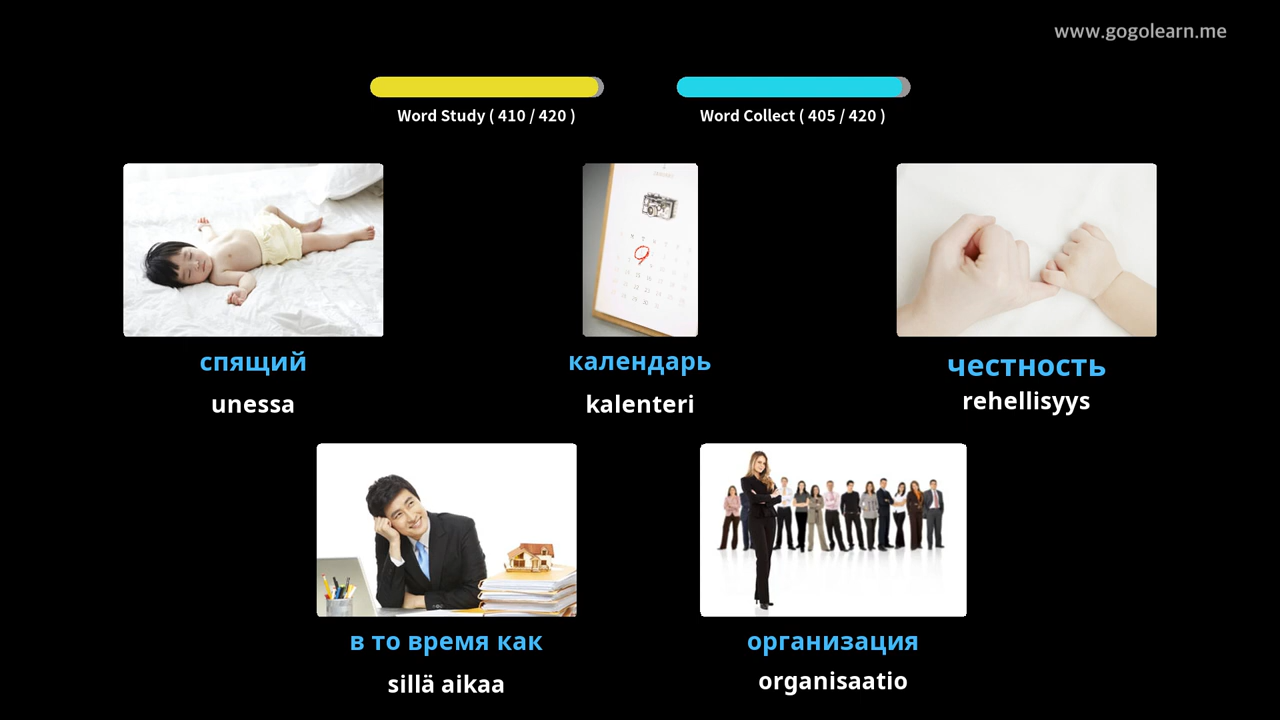 www.gogolearn.me
Word Study ( 410 / 420 )
Word Collect ( 405 / 420 )
спящий
календарь
честность
unessa
kalenteri
rehellisyys
в то время как
организация
sillä aikaa
organisaatio